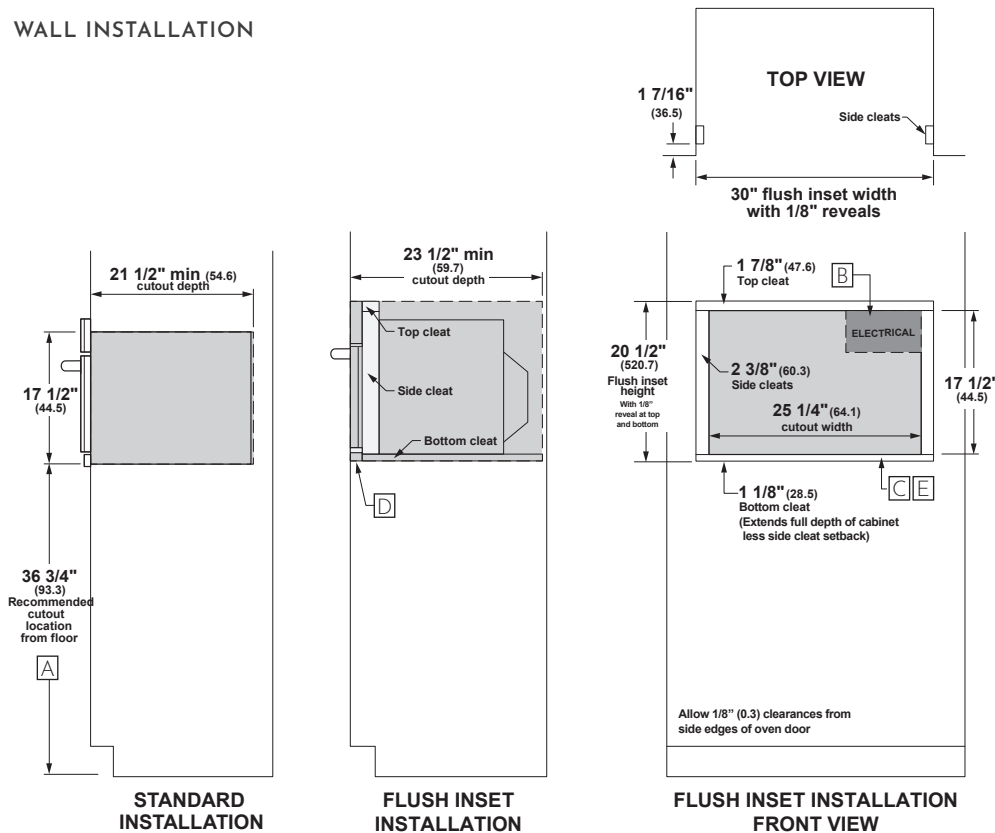 WALL INSTALLATION
TOP VIEW
1 7/16"
(36.5)
Side cleats
30" flush inset width
with 1/8" reveals
21 1/2" min (54.6)
cutout depth
17 1/2"
(44.5)
36 3/4"
(93.3)
Recommended
cutout
location
from floor
A
STANDARD
INSTALLATION
23 1/2" min
(59.7)
cutout depth
Top cleat
Side cleat
Bottom cleat
D
FLUSH INSET
INSTALLATION
1 7/8" (47.6)
Top cleat
B
ELECTRICAL
20 1/2"
(520.7)
Flush inset
height
With 1/8"
reveal at top
and bottom
2 3/8" (60.3)
Side cleats
25 1/4" (64.1)
cutout width
17 1/2"
(44.5)
C E
1 1/8" (28.5)
Bottom cleat
(Extends full depth of cabinet
less side cleat setback)
Allow 1/8” (0.3) clearances from
side edges of oven door
FLUSH INSET INSTALLATION
FRONT VIEW